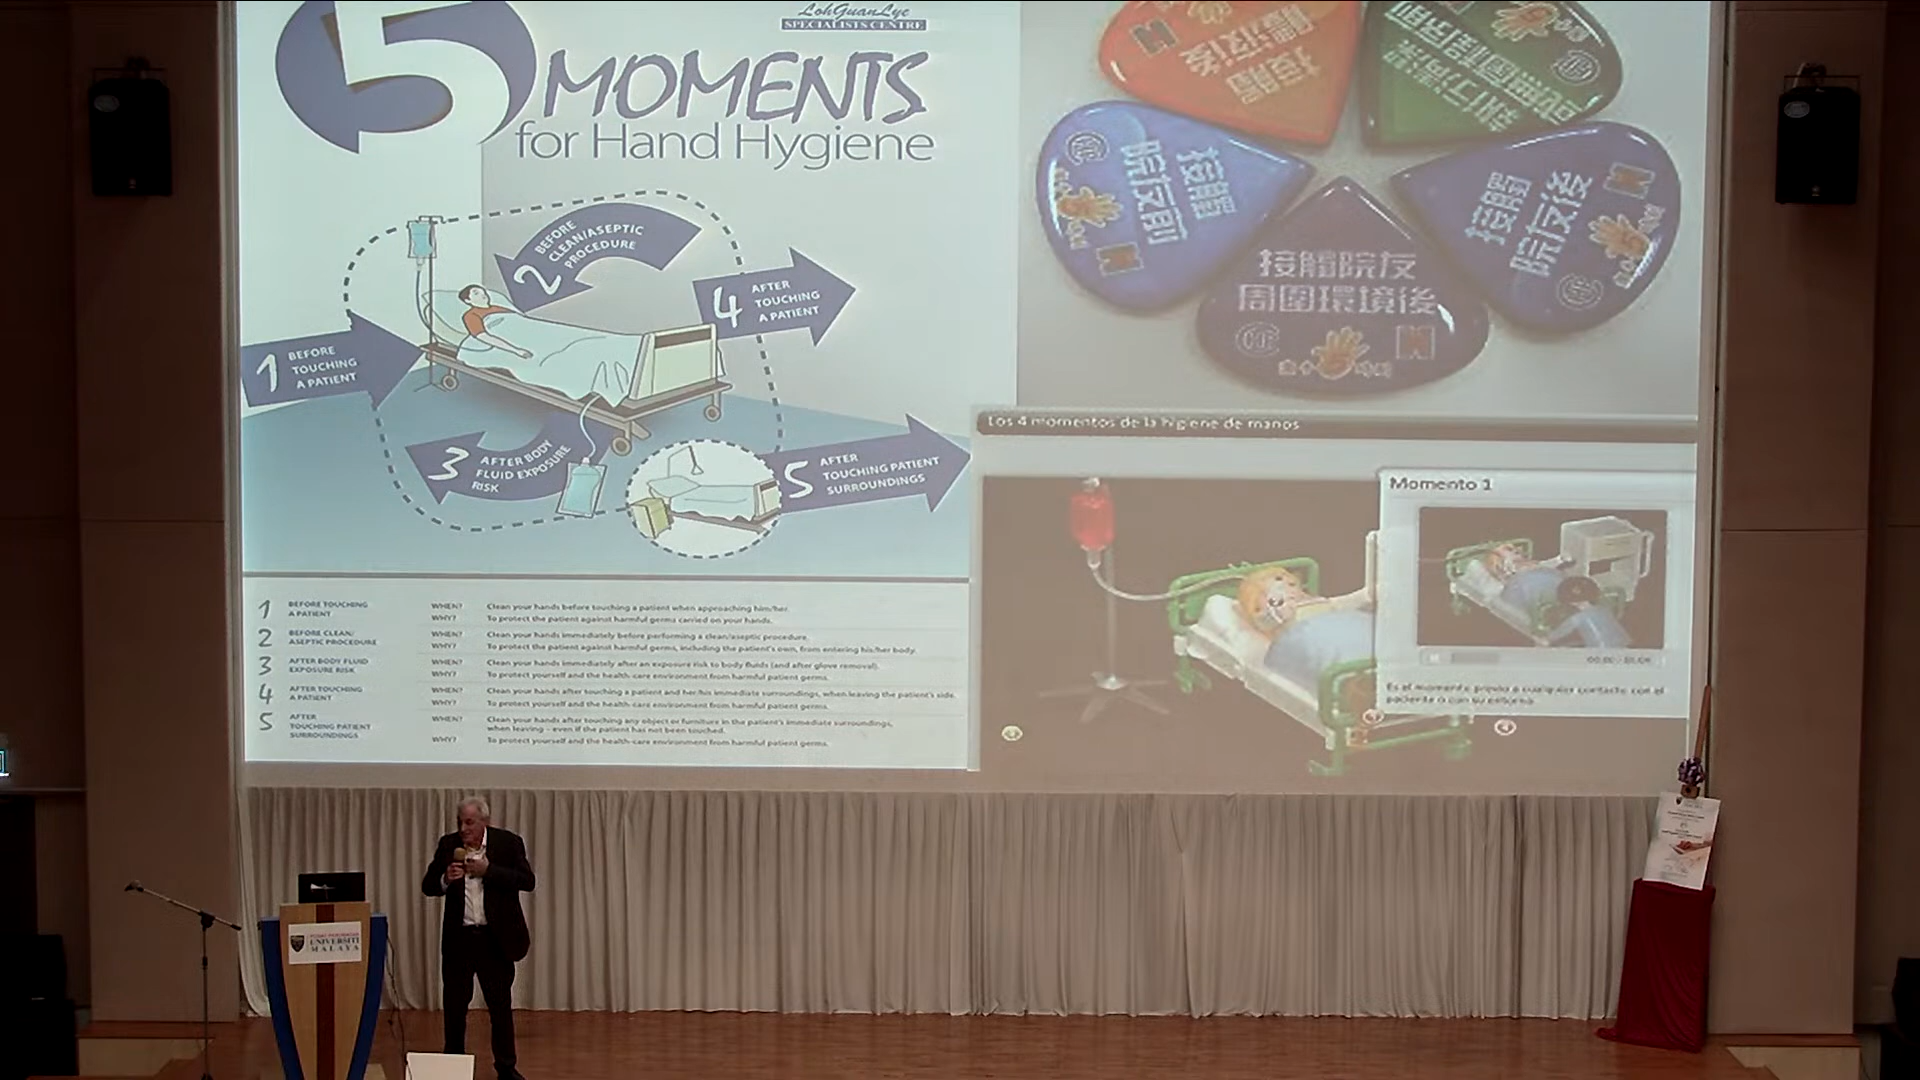 5
LohGuanLye
SPECIALISTS CENTRE
MOMENTS
for Hand Hygiene
1
BEFORE
TOUCHING
A PATIENT
2
BEFORE
CLEAN/ASEPTIC
PROCEDURE
3
AFTER BODY
FLUID EXPOSURE
RISK
4
AFTER
TOUCHING
A PATIENT
5
AFTER
TOUCHING PATIENT
SURROUNDINGS
1 BEFORE TOUCHING
A PATIENT
WHEN? Clean your hands before touching a patient when approaching him/her.
WHY? To protect the patient against harmful germs carried on your hands.
2 BEFORE CLEAN/
ASEPTIC PROCEDURE
WHEN? Clean your hands immediately before performing a clean/aseptic procedure.
WHY? To protect the patient against harmful germs, including the patient's own, from entering his/her body.
3 AFTER BODY FLUID
EXPOSURE RISK
WHEN? Clean your hands immediately after an exposure risk to body fluids (and after glove removal).
WHY? To protect yourself and the health-care environment from harmful patient germs.
4 AFTER TOUCHING
A PATIENT
WHEN? Clean your hands after touching a patient and her/his immediate surroundings, when leaving the patient's side.
WHY? To protect yourself and the health-care environment from harmful patient germs.
5 AFTER
TOUCHING PATIENT
SURROUNDINGS
WHEN? Clean your hands after touching any object or furniture in the patient's immediate surroundings,
when leaving - even if the patient has not been touched.
WHY? To protect yourself and the health-care environment from harmful patient germs.
接觸
院友前
接觸院友
周圍環境後
接觸
院友後
Los 4 momentos de la higiene de manos
Momento 1
Es el momento previo a cualquier contacto con el
paciente o con su entorno.
UNIVERSITI
MALAYA